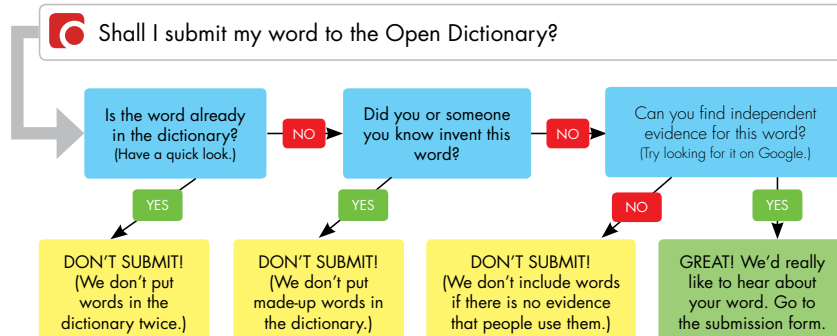 Shall I submit my word to the Open Dictionary?
Is the word already
in the dictionary?
(Have a quick look.)
NO
Did you or someone
you know invent this
word?
NO
Can you find independent
evidence for this word?
(Try looking for it on Google.)
YES
YES
NO
YES
DON'T SUBMIT!
(We don't put
words in the
dictionary twice.)
DON'T SUBMIT!
(We don't put
made-up words in
the dictionary.)
DON'T SUBMIT!
(We don't include words
if there is no evidence
that people use them.)
GREAT! We'd really
like to hear about
your word. Go to
the submission form.